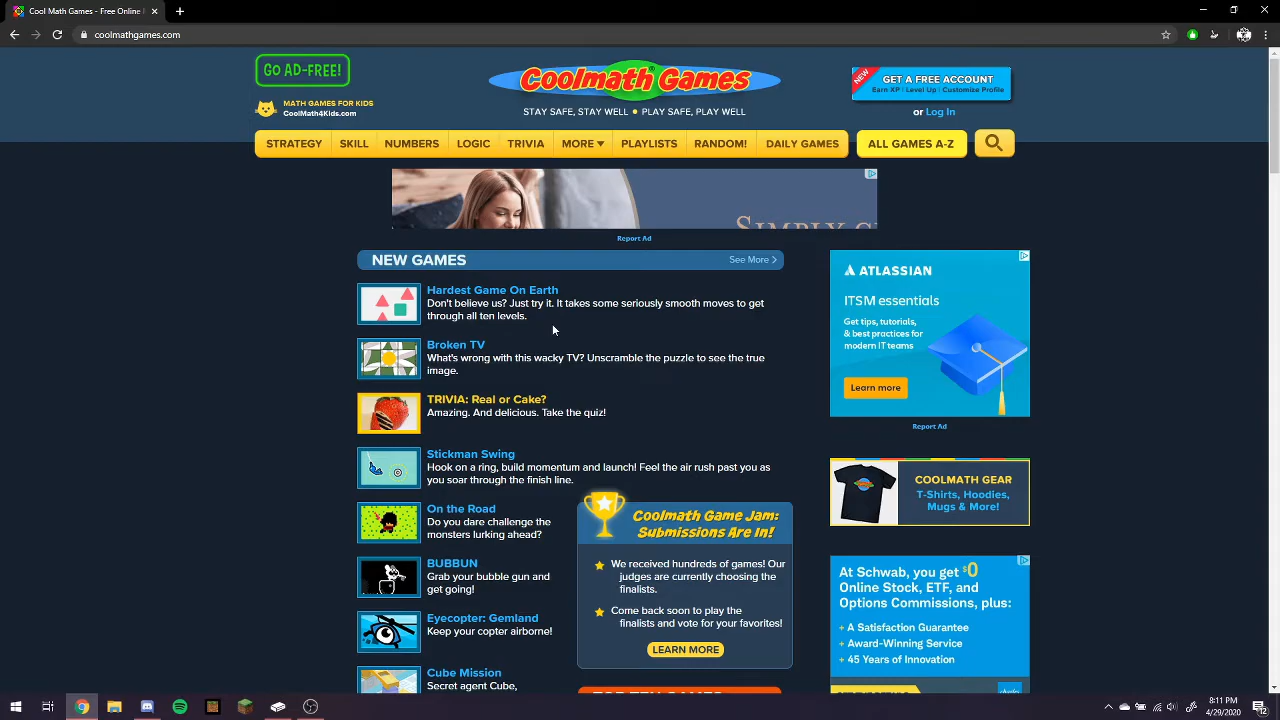 Cool Math Games - Free Online
coolmathgames.com
GO AD-FREE!
MATH GAMES FOR KIDS
CoolMath4Kids.com
Coolmath Games
STAY SAFE, STAY WELL • PLAY SAFE, PLAY WELL
NEW
GET A FREE ACCOUNT
Earn XP | Level Up | Customize Profile
or Log In
STRATEGY SKILL NUMBERS LOGIC TRIVIA MORE PLAYLISTS RANDOM! DAILY GAMES ALL GAMES A-Z
Report Ad
NEW GAMES
See More
Hardest Game On Earth
Don't believe us? Just try it. It takes some seriously smooth moves to get
through all ten levels.
Broken TV
What's wrong with this wacky TV? Unscramble the puzzle to see the true
image.
TRIVIA: Real or Cake?
Amazing. And delicious. Take the quiz!
Stickman Swing
Hook on a ring, build momentum and launch! Feel the air rush past you as
you soar through the finish line.
On the Road
Do you dare challenge the
monsters lurking ahead?
BUBBUN
Grab your bubble gun and
get going!
Eyecopter: Gemland
Keep your copter airborne!
Cube Mission
Secret agent Cube,
Coolmath Game Jam:
Submissions Are In!
We received hundreds of games! Our
judges are currently choosing the
finalists.
Come back soon to play the
finalists and vote for your favorites!
LEARN MORE
TOP TEN GAMES
ATLASSIAN
ITSM essentials
Get tips, tutorials,
& best practices for
modern IT teams
Learn more
Report Ad
COOLMATH GEAR
T-Shirts, Hoodies,
Mugs & More!
At Schwab, you get $0
Online Stock, ETF, and
Options Commissions, plus:
+ A Satisfaction Guarantee
+ Award-Winning Service
+ 45 Years of Innovation
8:11 PM
4/29/2020